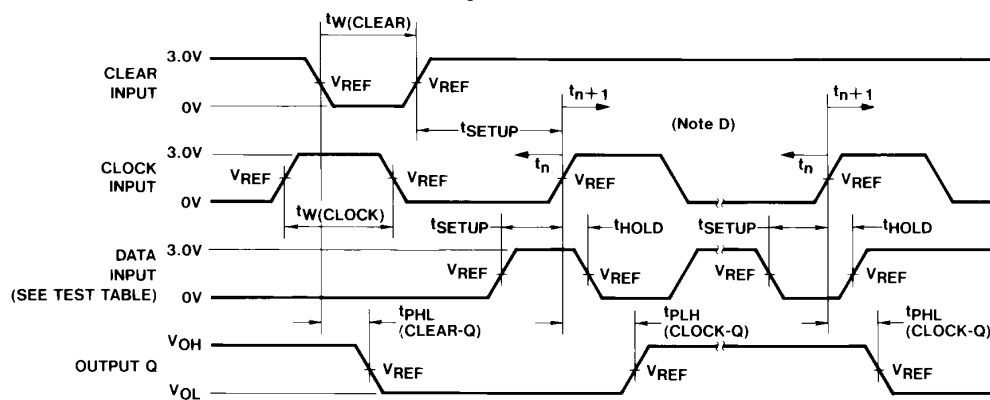 tW(CLEAR)
3.0V
CLEAR
INPUT
VREF
VREF
0V
tn+1
tn+1
tSETUP
(Note D)
3.0V
CLOCK
INPUT
tn
tn
VREF
VREF
VREF
VREF
0V
tW(CLOCK)
tSETUP
tHOLD
tSETUP
tHOLD
3.0V
DATA
INPUT
(SEE TEST TABLE)
VREF
VREF
VREF
VREF
0V
tPHL
(CLEAR-Q)
tPLH
(CLOCK-Q)
tPHL
(CLOCK-Q)
VOH
OUTPUT Q
VREF
VREF
VREF
VOL